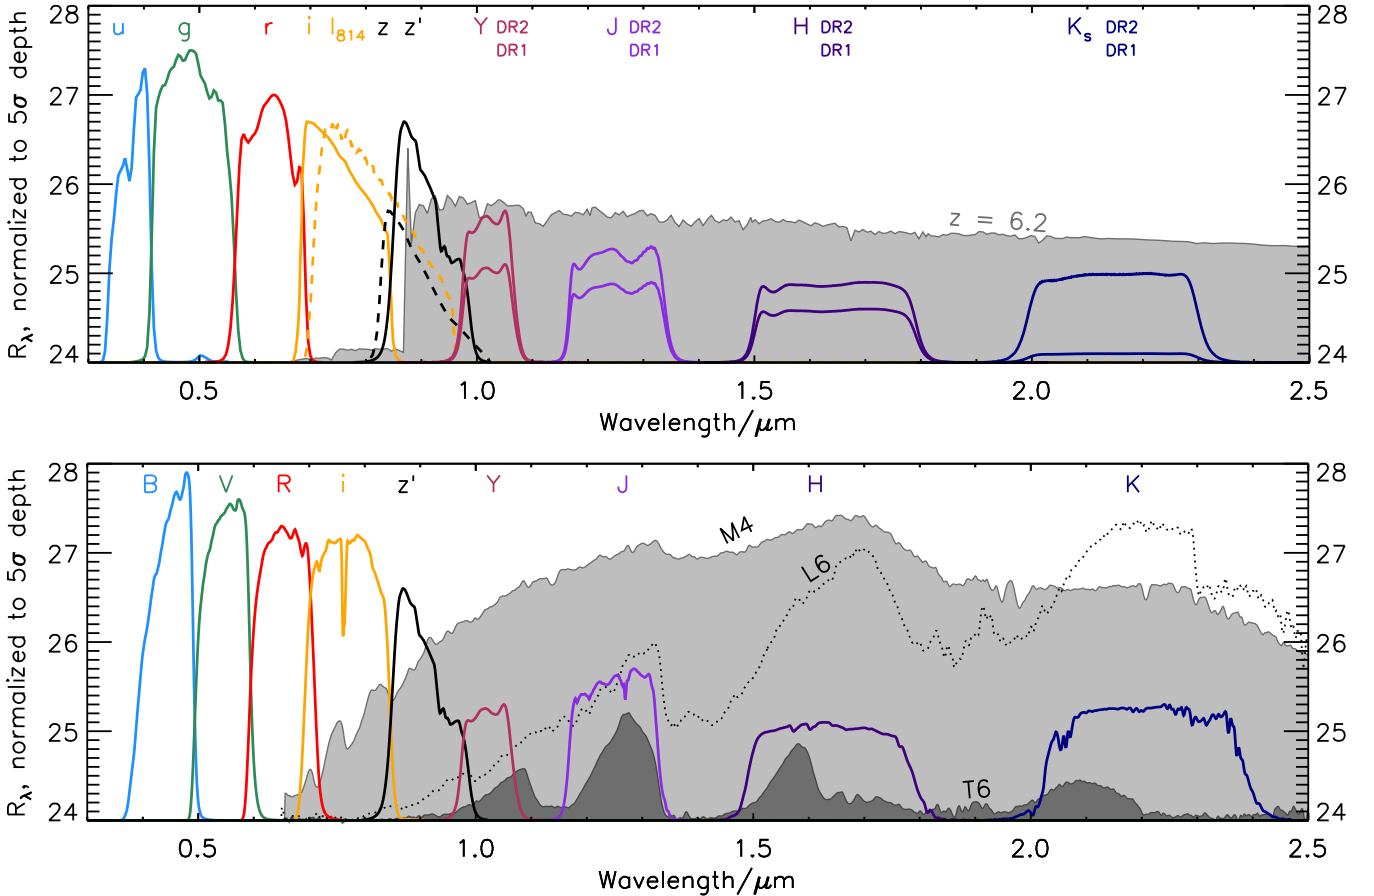 u g r i I814 z z' Y DR2 J DR2 H DR2 Ks DR2
DR1 DR1 DR1 DR1
28 28
27 27
26 26
z = 6.2
25 25
24 24
Rλ, normalized to 5σ depth
0.5 1.0 1.5 2.0 2.5
Wavelength/μm
28 28
B V R i z' Y J H K
M4
27 27
L6
26 26
25 25
T6
24 24
Rλ, normalized to 5σ depth
0.5 1.0 1.5 2.0 2.5
Wavelength/μm